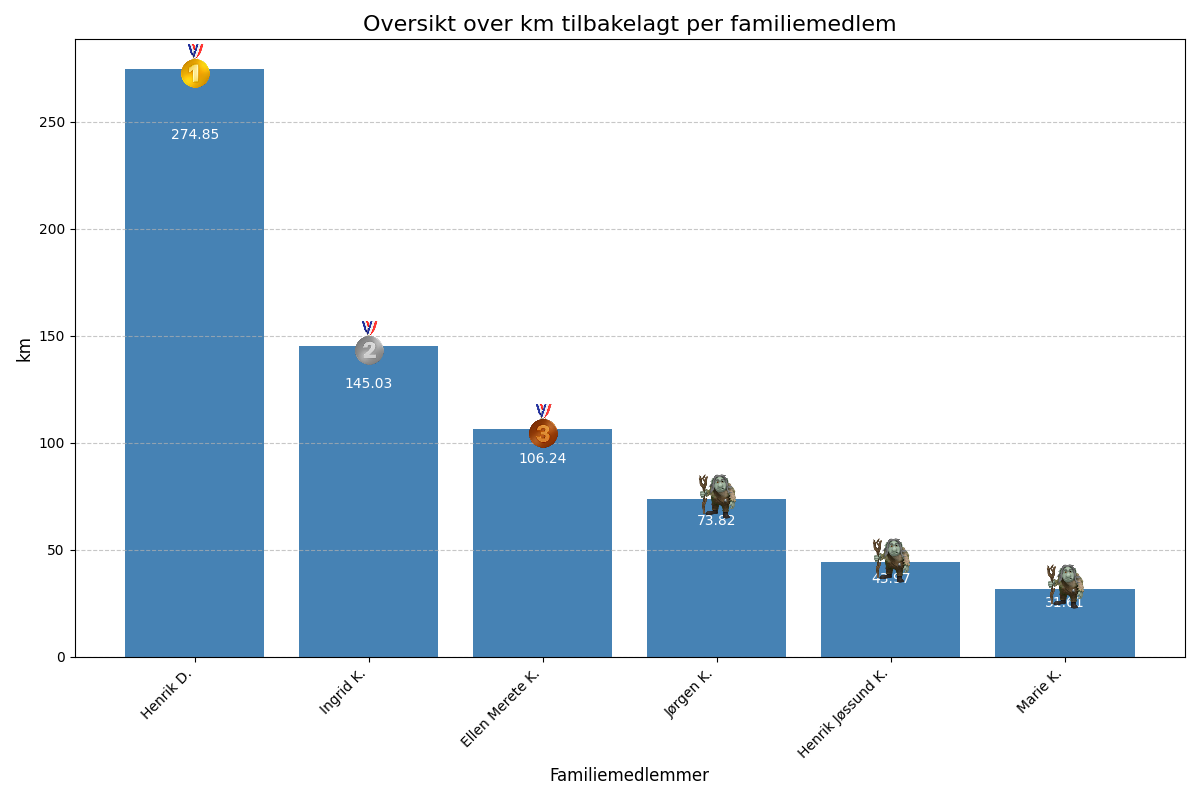 Oversikt over km tilbakelagt per familiemedlem
1
274.85
250
200
150
2
145.03
km
100
3
106.24
73.82
50
0
Henrik D.
Ingrid K.
Ellen Merete K.
Jørgen K.
Henrik Jøssund K.
Marie K.
Familiemedlemmer